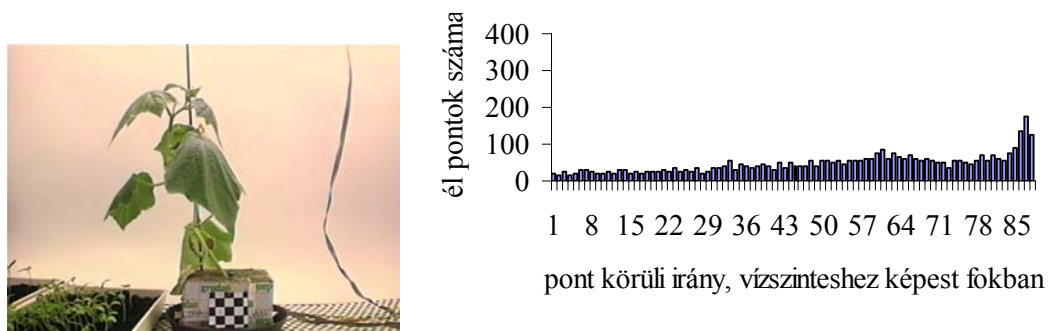 grodan
él pontok száma
400
300
200
100
0
1 8 15 22 29 36 43 50 57 64 71 78 85
pont körüli irány, vízszinteshez képest fokban